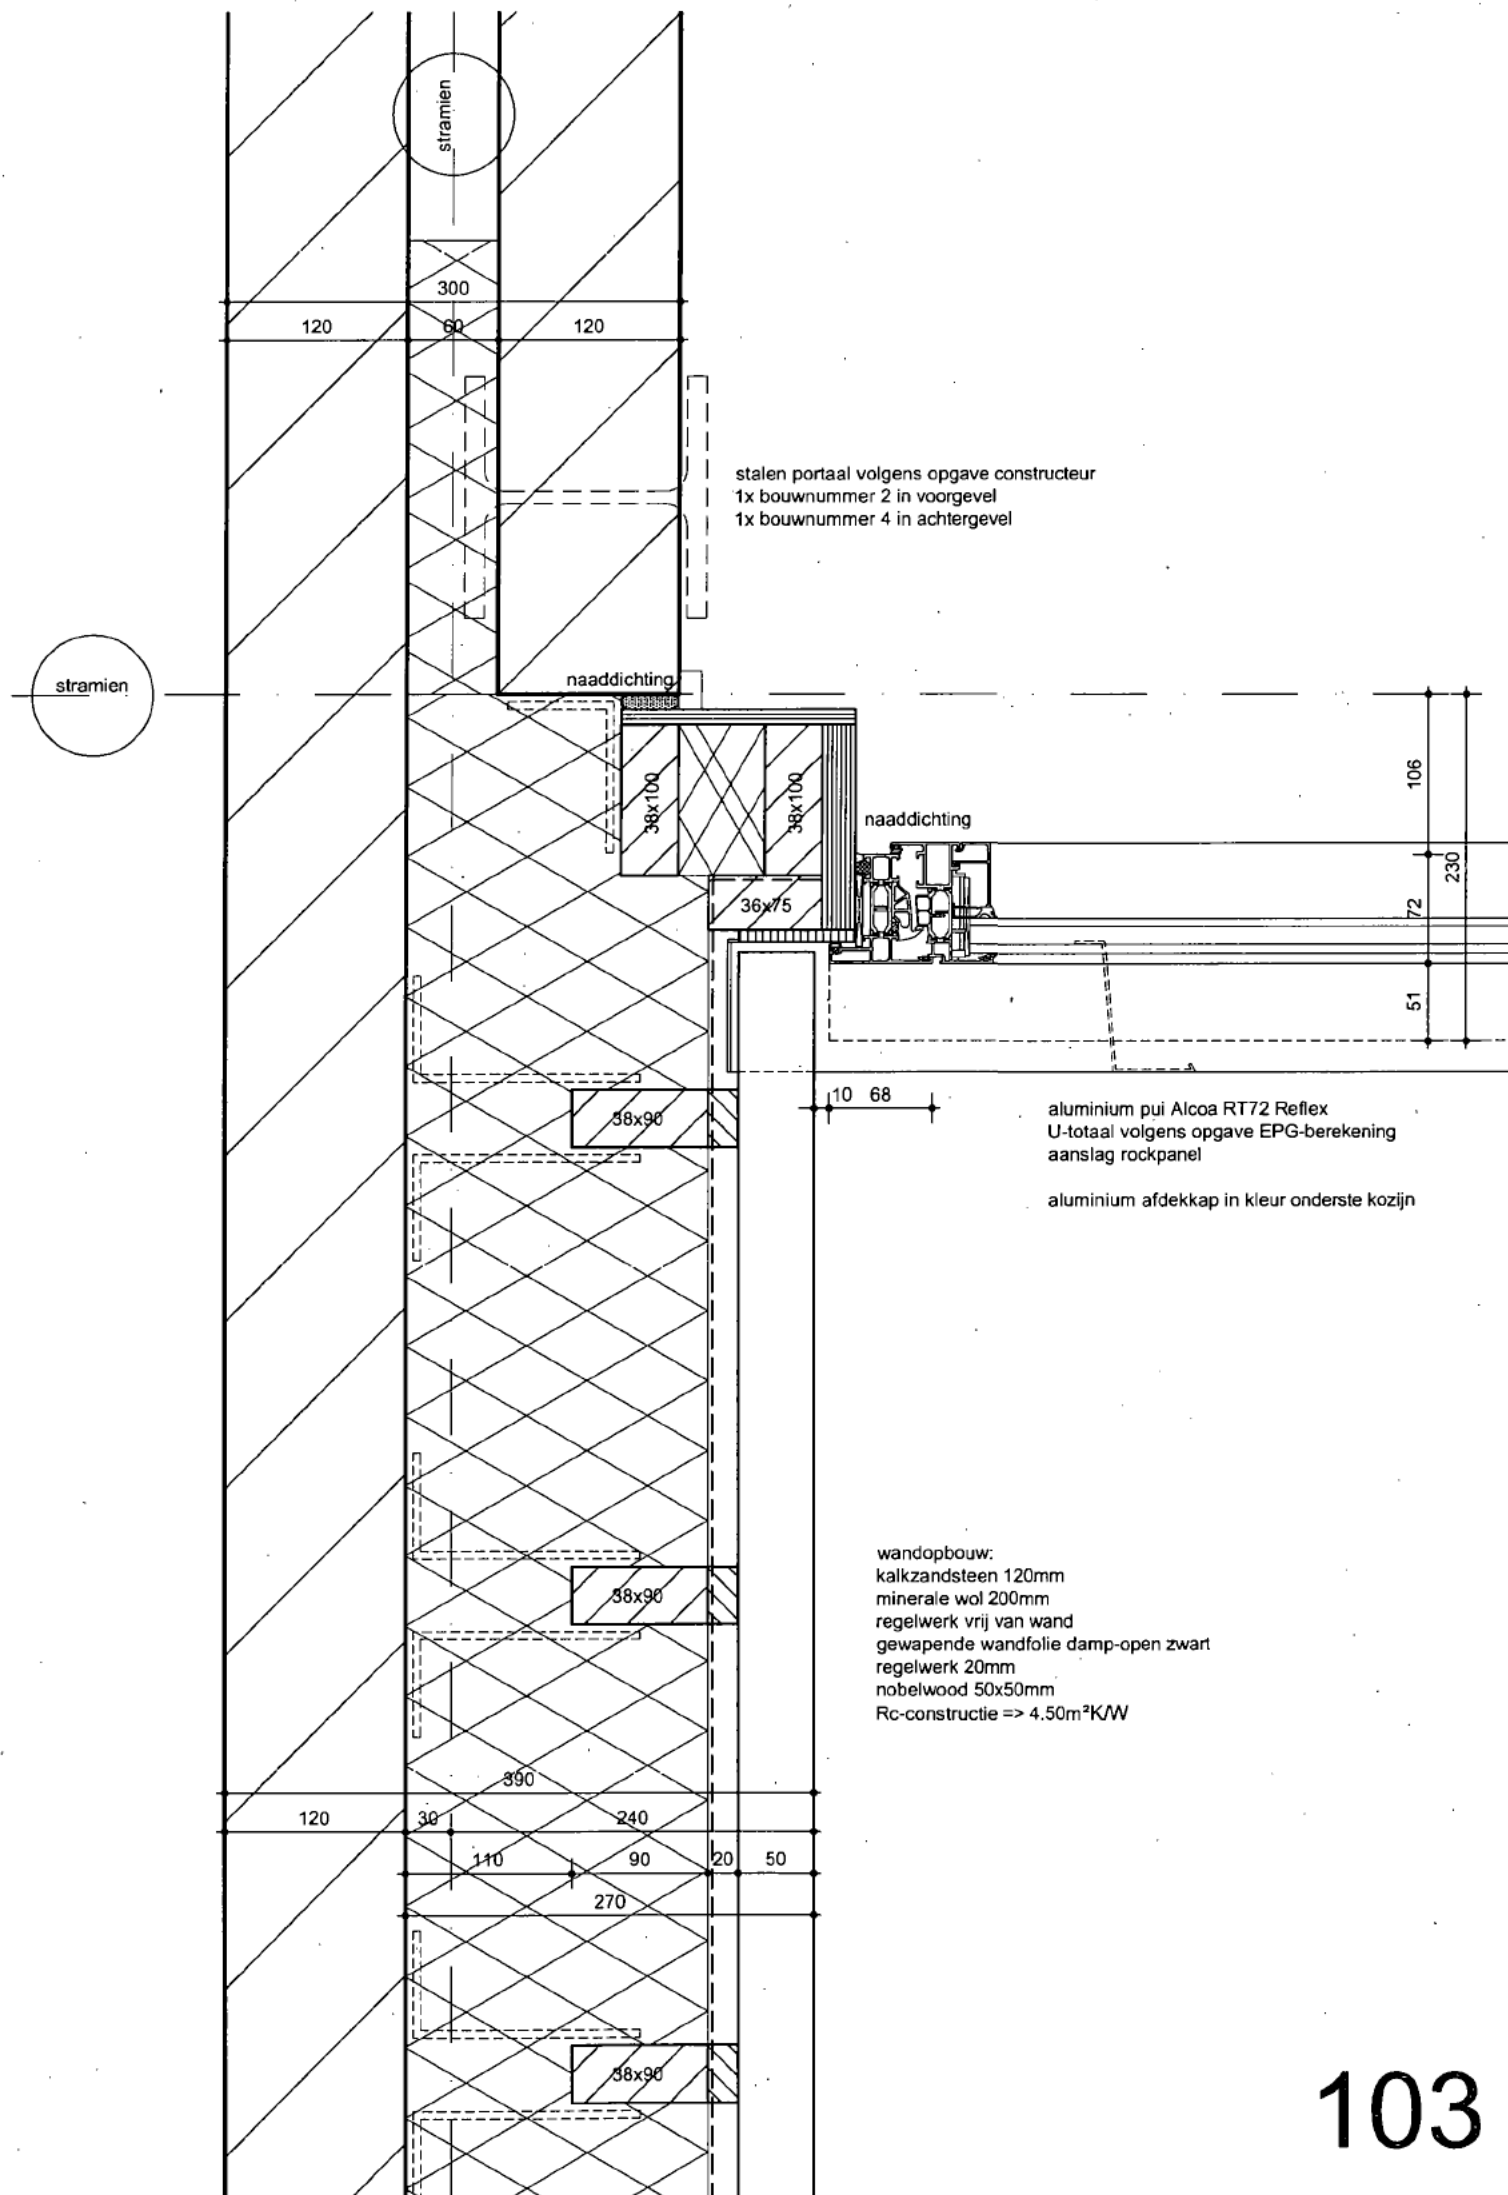 stramien
300
120
60
120
stalen portaal volgens opgave constructeur
1x bouwnummer 2 in voorgevel
1x bouwnummer 4 in achtergevel
stramien
naaddichting
38x100
38x100
naaddichting
106
230
72
36x75
51
10 68
38x90
aluminium pui Alcoa RT72 Reflex
U-totaal volgens opgave EPG-berekening
aanslag rockpanel
aluminium afdekkap in kleur onderste kozijn
wandopbouw:
kalkzandsteen 120mm
minerale wol 200mm
regelwerk vrij van wand
gewapende wandfolie damp-open zwart
regelwerk 20mm
nobelwood 50x50mm
Rc-constructie => 4.50m²K/W
38x90
390
120
30
240
110
90
20
50
270
38x90
103